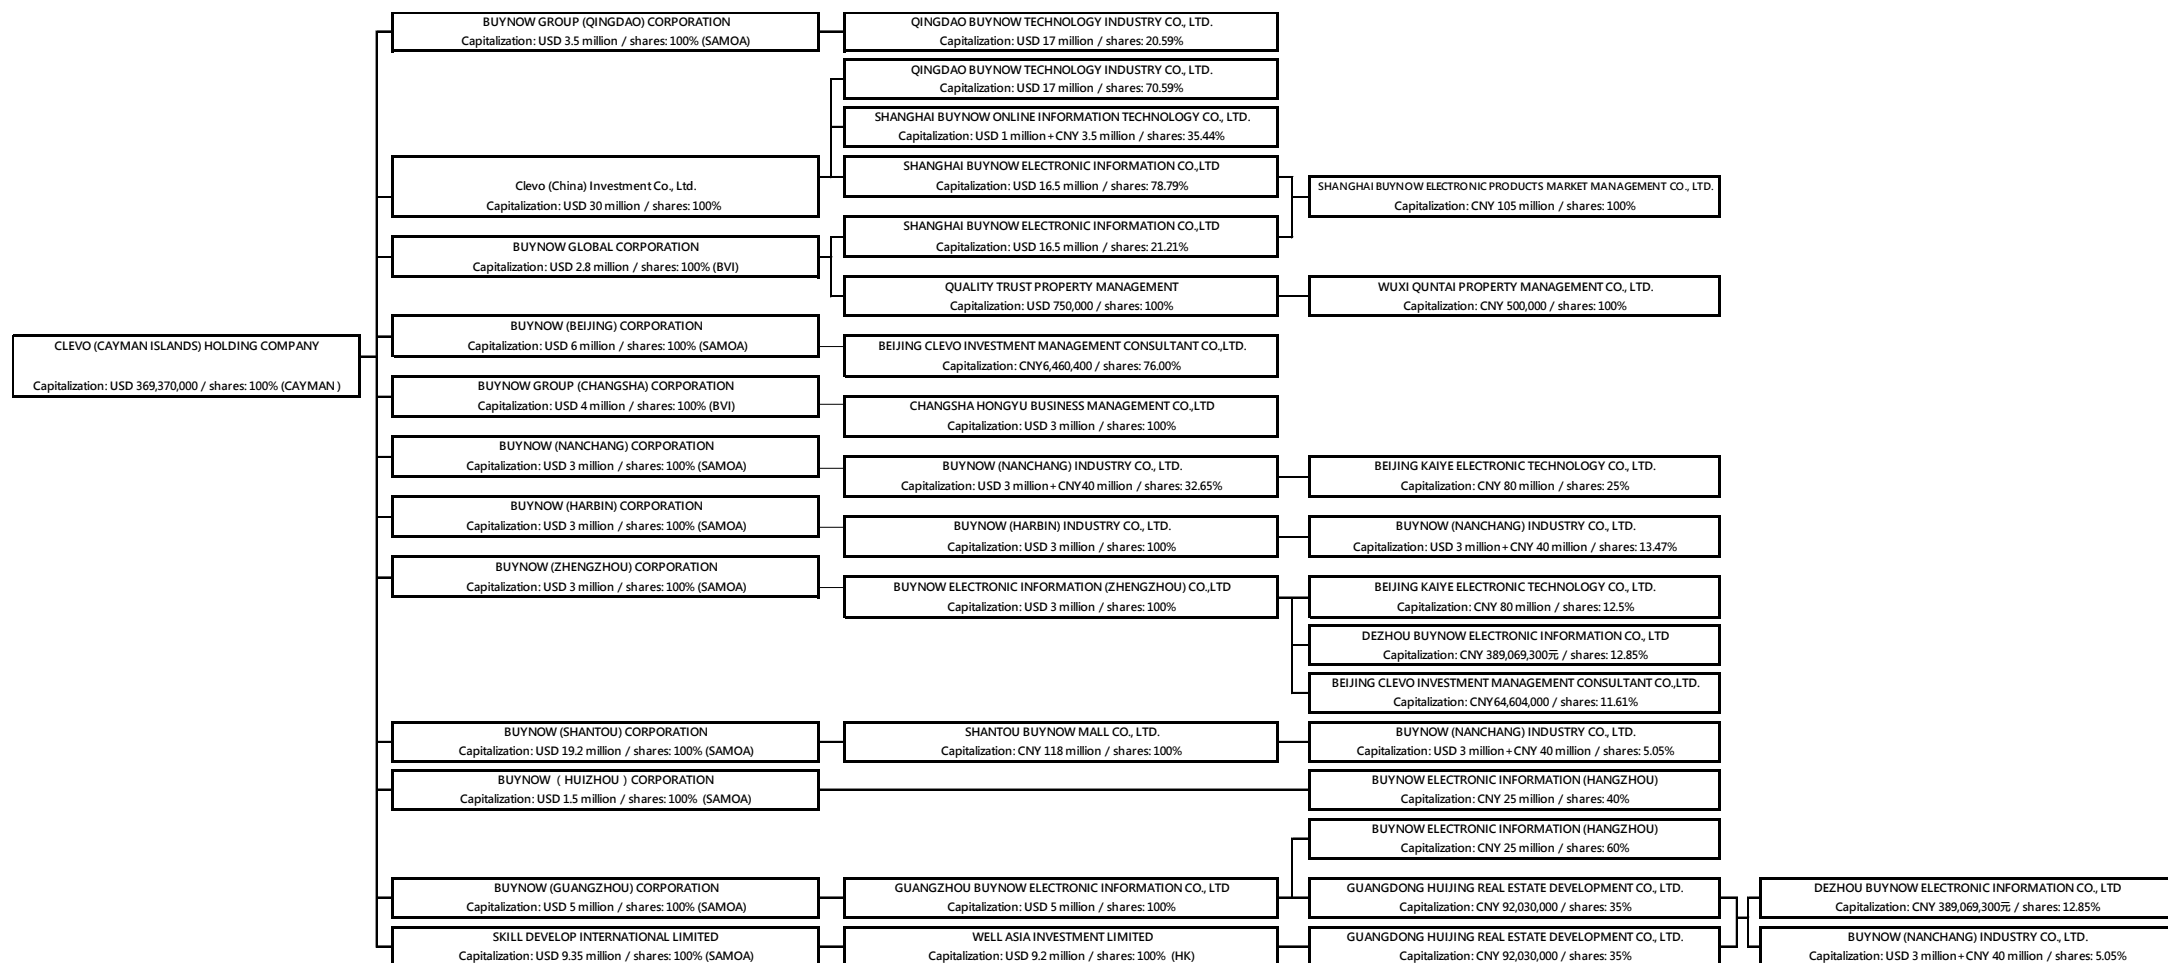 BUYNOW GROUP (QINGDAO) CORPORATION
Capitalization: USD 3.5 million / shares: 100% (SAMOA)
QINGDAO BUYNOW TECHNOLOGY INDUSTRY CO., LTD.
Capitalization: USD 17 million / shares: 20.59%
QINGDAO BUYNOW TECHNOLOGY INDUSTRY CO., LTD.
Capitalization: USD 17 million / shares: 70.59%
SHANGHAI BUYNOW ONLINE INFORMATION TECHNOLOGY CO., LTD.
Capitalization: USD 1 million+CNY 3.5 million / shares: 35.44%
Clevo (China) Investment Co., Ltd.
Capitalization: USD 30 million / shares: 100%
SHANGHAI BUYNOW ELECTRONIC INFORMATION CO.,LTD
Capitalization: USD 16.5 million / shares: 78.79%
SHANGHAI BUYNOW ELECTRONIC PRODUCTS MARKET MANAGEMENT CO., LTD.
Capitalization: CNY 105 million / shares: 100%
BUYNOW GLOBAL CORPORATION
Capitalization: USD 2.8 million / shares: 100% (BVI)
SHANGHAI BUYNOW ELECTRONIC INFORMATION CO.,LTD
Capitalization: USD 16.5 million / shares: 21.21%
QUALITY TRUST PROPERTY MANAGEMENT
Capitalization: USD 750,000 / shares: 100%
WUXI QUNTAI PROPERTY MANAGEMENT CO., LTD.
Capitalization: CNY 500,000 / shares: 100%
CLEVO (CAYMAN ISLANDS) HOLDING COMPANY
Capitalization: USD 369,370,000 / shares: 100% (CAYMAN )
BUYNOW (BEIJING) CORPORATION
Capitalization: USD 6 million / shares: 100% (SAMOA)
BEIJING CLEVO INVESTMENT MANAGEMENT CONSULTANT CO.,LTD.
Capitalization: CNY6,460,400 / shares: 76.00%
BUYNOW GROUP (CHANGSHA) CORPORATION
Capitalization: USD 4 million / shares: 100% (BVI)
CHANGSHA HONGYU BUSINESS MANAGEMENT CO.,LTD
Capitalization: USD 3 million / shares: 100%
BUYNOW (NANCHANG) CORPORATION
Capitalization: USD 3 million / shares: 100% (SAMOA)
BUYNOW (NANCHANG) INDUSTRY CO., LTD.
Capitalization: USD 3 million+CNY40 million / shares: 32.65%
BEIJING KAIYE ELECTRONIC TECHNOLOGY CO., LTD.
Capitalization: CNY 80 million / shares: 25%
BUYNOW (HARBIN) CORPORATION
Capitalization: USD 3 million / shares: 100% (SAMOA)
BUYNOW (HARBIN) INDUSTRY CO., LTD.
Capitalization: USD 3 million / shares: 100%
BUYNOW (NANCHANG) INDUSTRY CO., LTD.
Capitalization: USD 3 million+CNY 40 million / shares: 13.47%
BUYNOW (ZHENGZHOU) CORPORATION
Capitalization: USD 3 million / shares: 100% (SAMOA)
BUYNOW ELECTRONIC INFORMATION (ZHENGZHOU) CO.,LTD
Capitalization: USD 3 million / shares: 100%
BEIJING KAIYE ELECTRONIC TECHNOLOGY CO., LTD.
Capitalization: CNY 80 million / shares: 12.5%
DEZHOU BUYNOW ELECTRONIC INFORMATION CO., LTD
Capitalization: CNY 389,069,300元 / shares: 12.85%
BEIJING CLEVO INVESTMENT MANAGEMENT CONSULTANT CO.,LTD.
Capitalization: CNY64,604,000 / shares: 11.61%
BUYNOW (SHANTOU) CORPORATION
Capitalization: USD 19.2 million / shares: 100% (SAMOA)
SHANTOU BUYNOW MALL CO., LTD.
Capitalization: CNY 118 million / shares: 100%
BUYNOW (NANCHANG) INDUSTRY CO., LTD.
Capitalization: USD 3 million+CNY 40 million / shares: 5.05%
BUYNOW（HUIZHOU）CORPORATION
Capitalization: USD 1.5 million / shares: 100% (SAMOA)
BUYNOW ELECTRONIC INFORMATION (HANGZHOU)
Capitalization: CNY 25 million / shares: 40%
BUYNOW ELECTRONIC INFORMATION (HANGZHOU)
Capitalization: CNY 25 million / shares: 60%
BUYNOW (GUANGZHOU) CORPORATION
Capitalization: USD 5 million / shares: 100% (SAMOA)
GUANGZHOU BUYNOW ELECTRONIC INFORMATION CO., LTD
Capitalization: USD 5 million / shares: 100%
GUANGDONG HUIJING REAL ESTATE DEVELOPMENT CO., LTD.
Capitalization: CNY 92,030,000 / shares: 35%
DEZHOU BUYNOW ELECTRONIC INFORMATION CO., LTD
Capitalization: CNY 389,069,300元 / shares: 12.85%
SKILL DEVELOP INTERNATIONAL LIMITED
Capitalization: USD 9.35 million / shares: 100% (SAMOA)
WELL ASIA INVESTMENT LIMITED
Capitalization: USD 9.2 million / shares: 100% (HK)
GUANGDONG HUIJING REAL ESTATE DEVELOPMENT CO., LTD.
Capitalization: CNY 92,030,000 / shares: 35%
BUYNOW (NANCHANG) INDUSTRY CO., LTD.
Capitalization: USD 3 million+CNY 40 million / shares: 5.05%